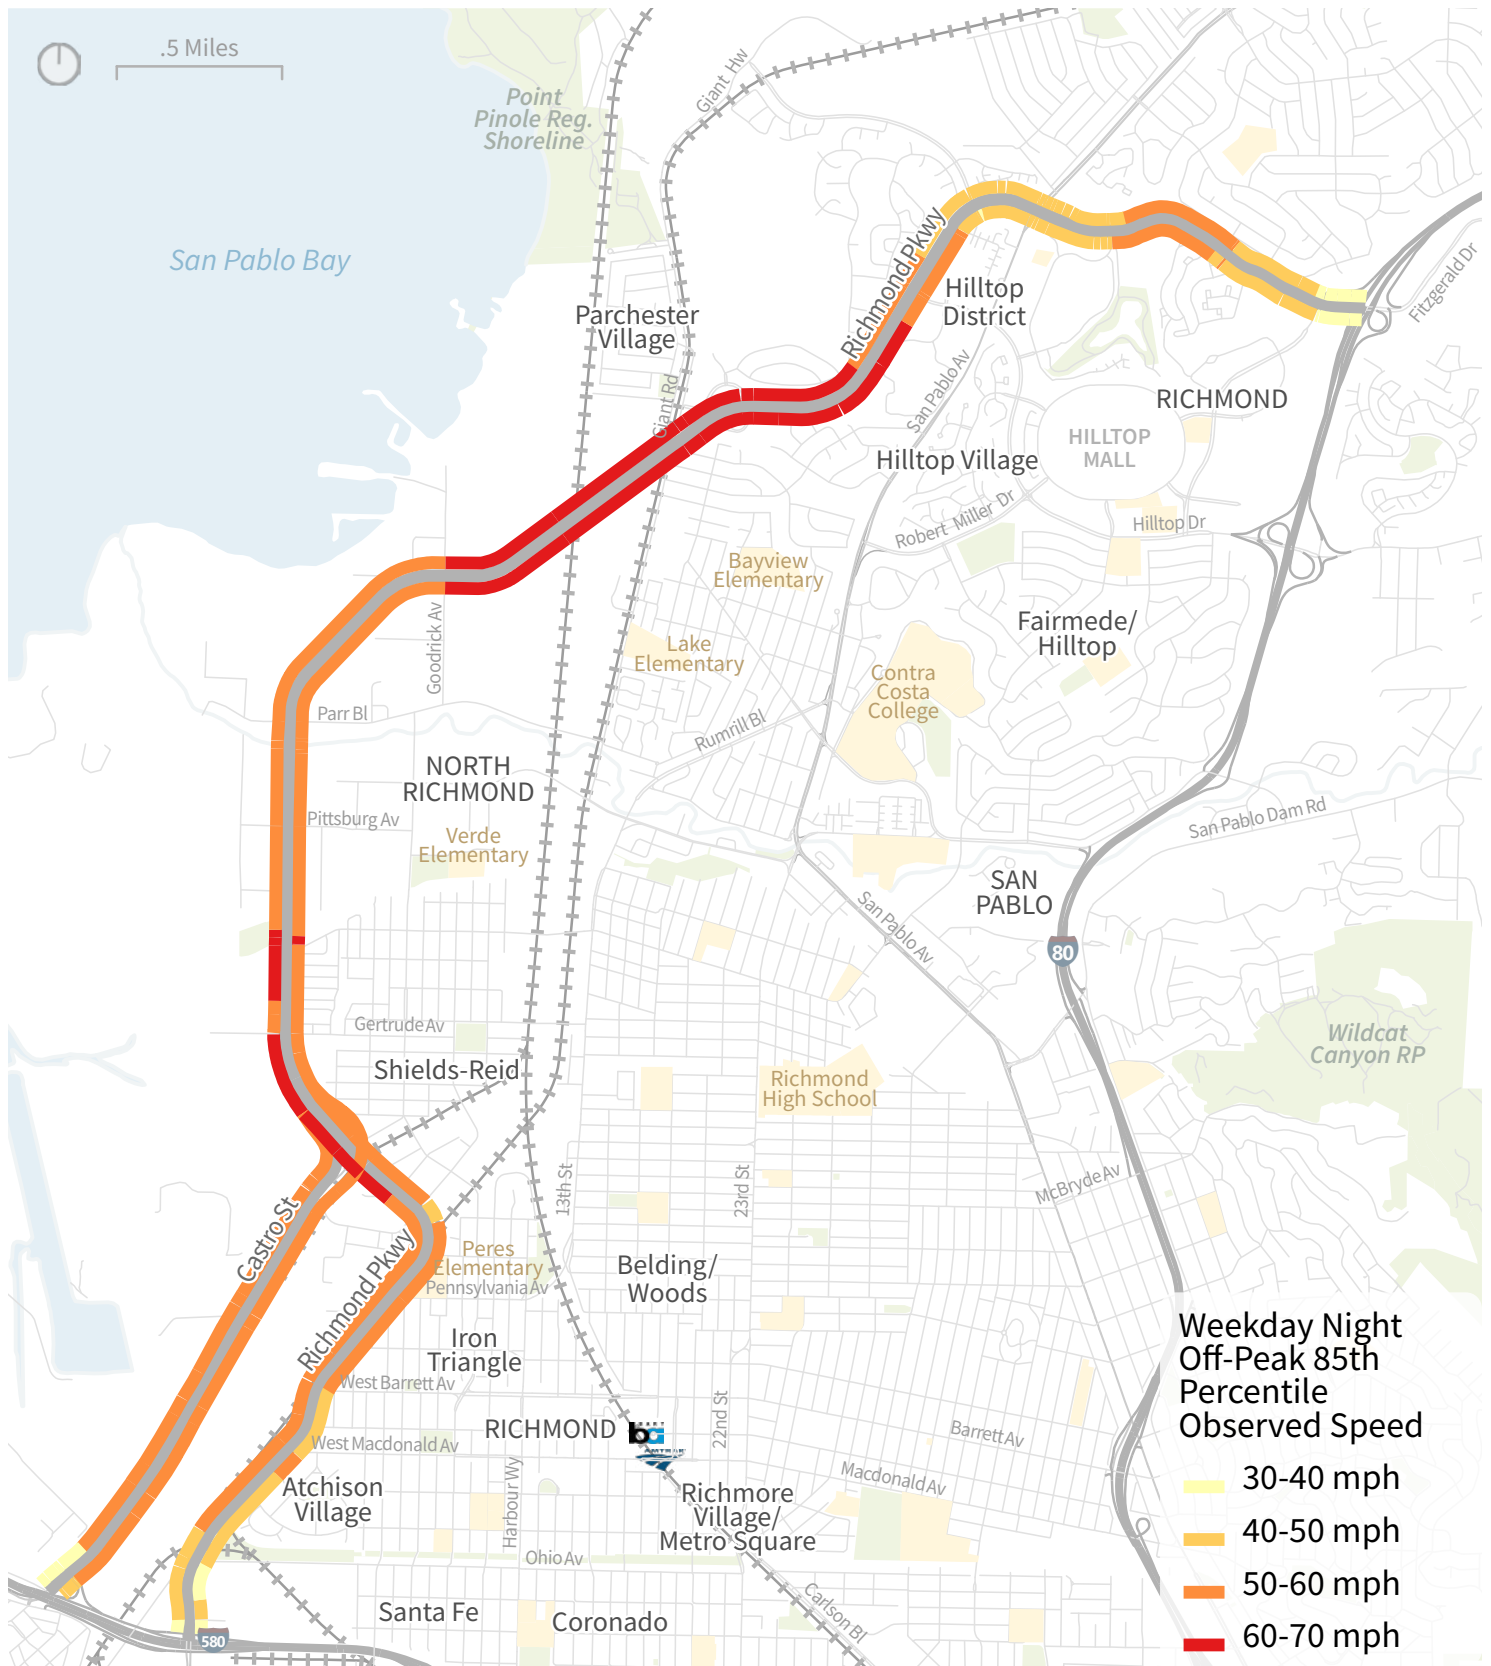 .5 Miles
Point
Pinole Reg.
Shoreline
Giant Hw
San Pablo Bay
Richmond Pkwy
Hilltop
District
Fitzgerald Dr
Parchester
Village
Giant Rd
San Pablo Av
RICHMOND
HILLTOP
MALL
Hilltop Village
Robert Miller Dr
Hilltop Dr
Bayview
Elementary
Goodrick Av
Lake
Elementary
Fairmede/
Hilltop
Contra
Costa
College
Parr Bl
Rumrill Bl
NORTH
RICHMOND
Pittsburg Av
Verde
Elementary
San Pablo Dam Rd
SAN
PABLO
San Pablo Av
80
Gertrude Av
Shields-Reid
Wildcat
Canyon RP
Richmond
High School
13th St
23rd St
McBryde Av
Castro St
Richmond Pkwy
Peres
Elementary
Pennsylvania Av
Belding/
Woods
Iron
Triangle
West Barrett Av
RICHMOND
22nd St
Barrett Av
West Macdonald Av
Macdonald Av
Atchison
Village
Harbour Wy
Richmore
Village/
Metro Square
Ohio Av
Carlson Bl
Santa Fe
Coronado
580
Weekday Night
Off-Peak 85th
Percentile
Observed Speed
30-40 mph
40-50 mph
50-60 mph
60-70 mph